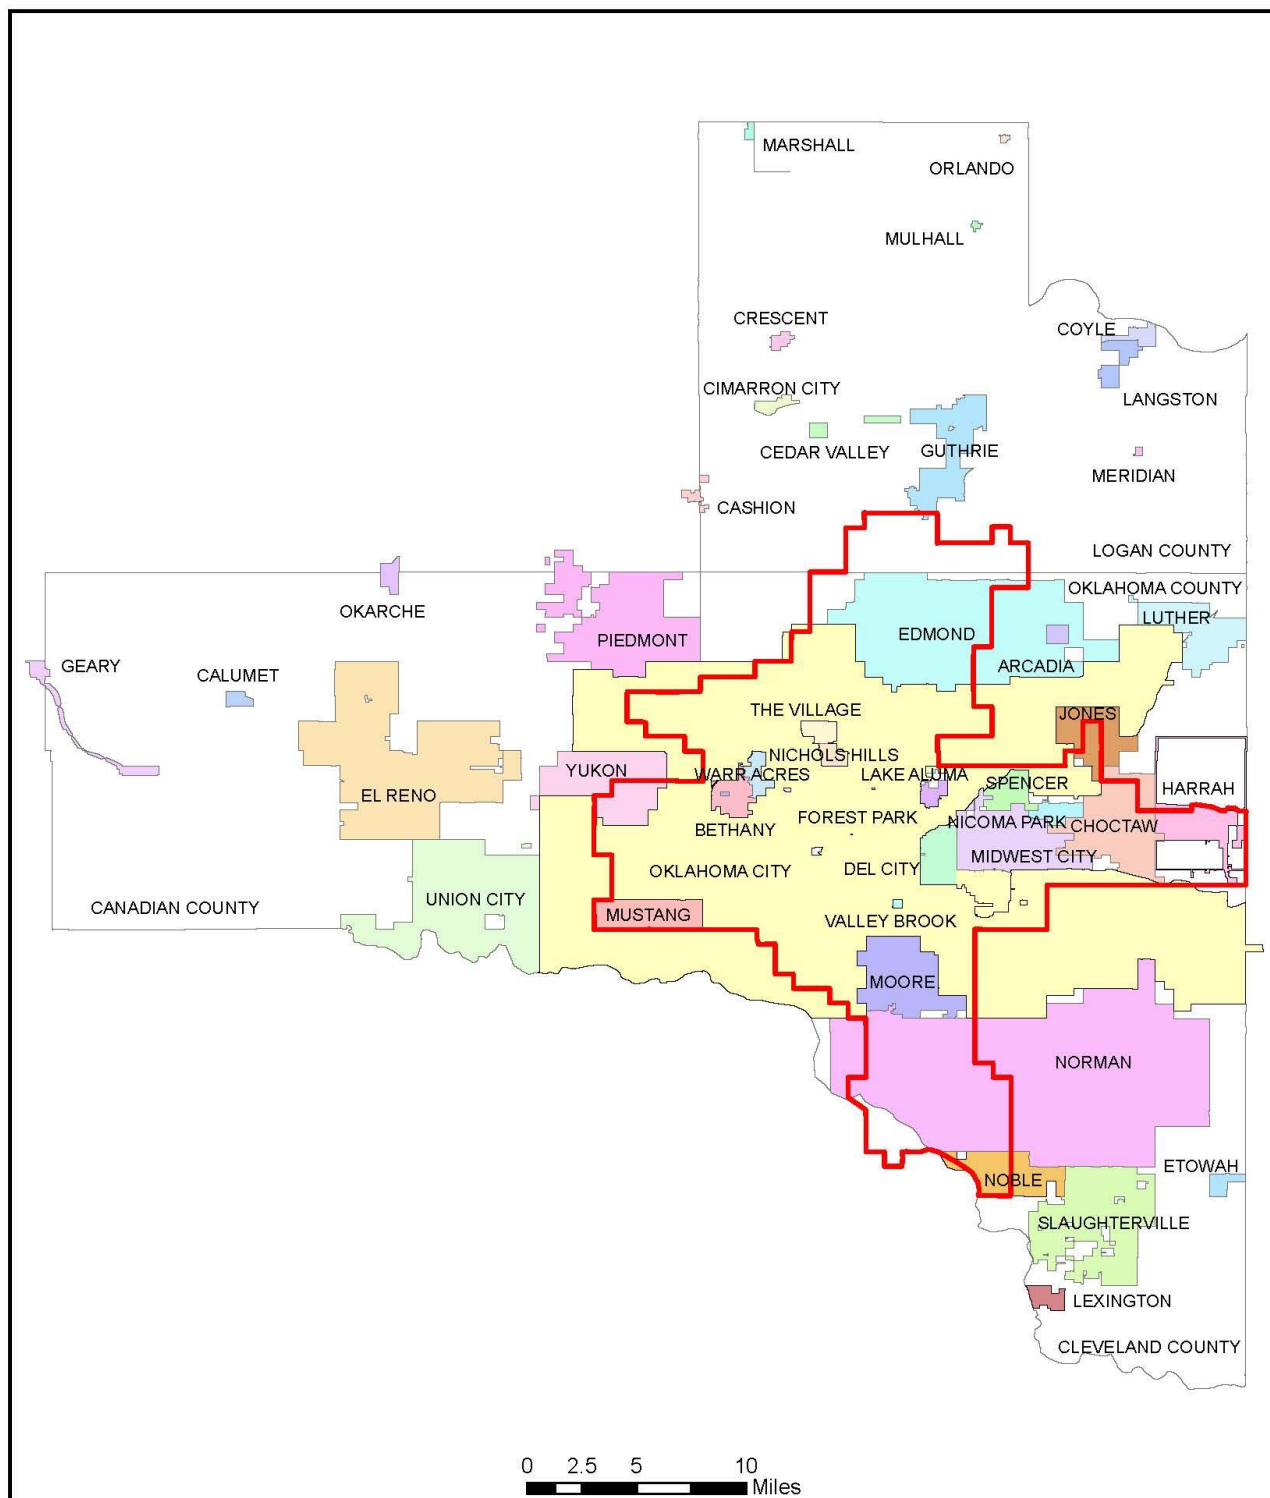 MARSHALL
ORLANDO
MULHALL
CRESCENT
COYLE
CIMARRON CITY
LANGSTON
CEDAR VALLEY
GUTHRIE
MERIDIAN
CASHION
LOGAN COUNTY
OKLAHOMA COUNTY
OKARCHE
LUTHER
PIEDMONT
EDMOND
GEARY
ARCADIA
CALUMET
THE VILLAGE
JONES
NICHOLS HILLS
YUKON
WARR ACRES
LAKE ALUMA
SPENCER
HARRAH
EL RENO
FOREST PARK
NICOMA PARK
CHOCTAW
BETHANY
MIDWEST CITY
OKLAHOMA CITY
DEL CITY
UNION CITY
CANADIAN COUNTY
MUSTANG
VALLEY BROOK
MOORE
NORMAN
ETOWAH
NOBLE
SLAUGHTERVILLE
LEXINGTON
CLEVELAND COUNTY
0 2.5 5 10
Miles